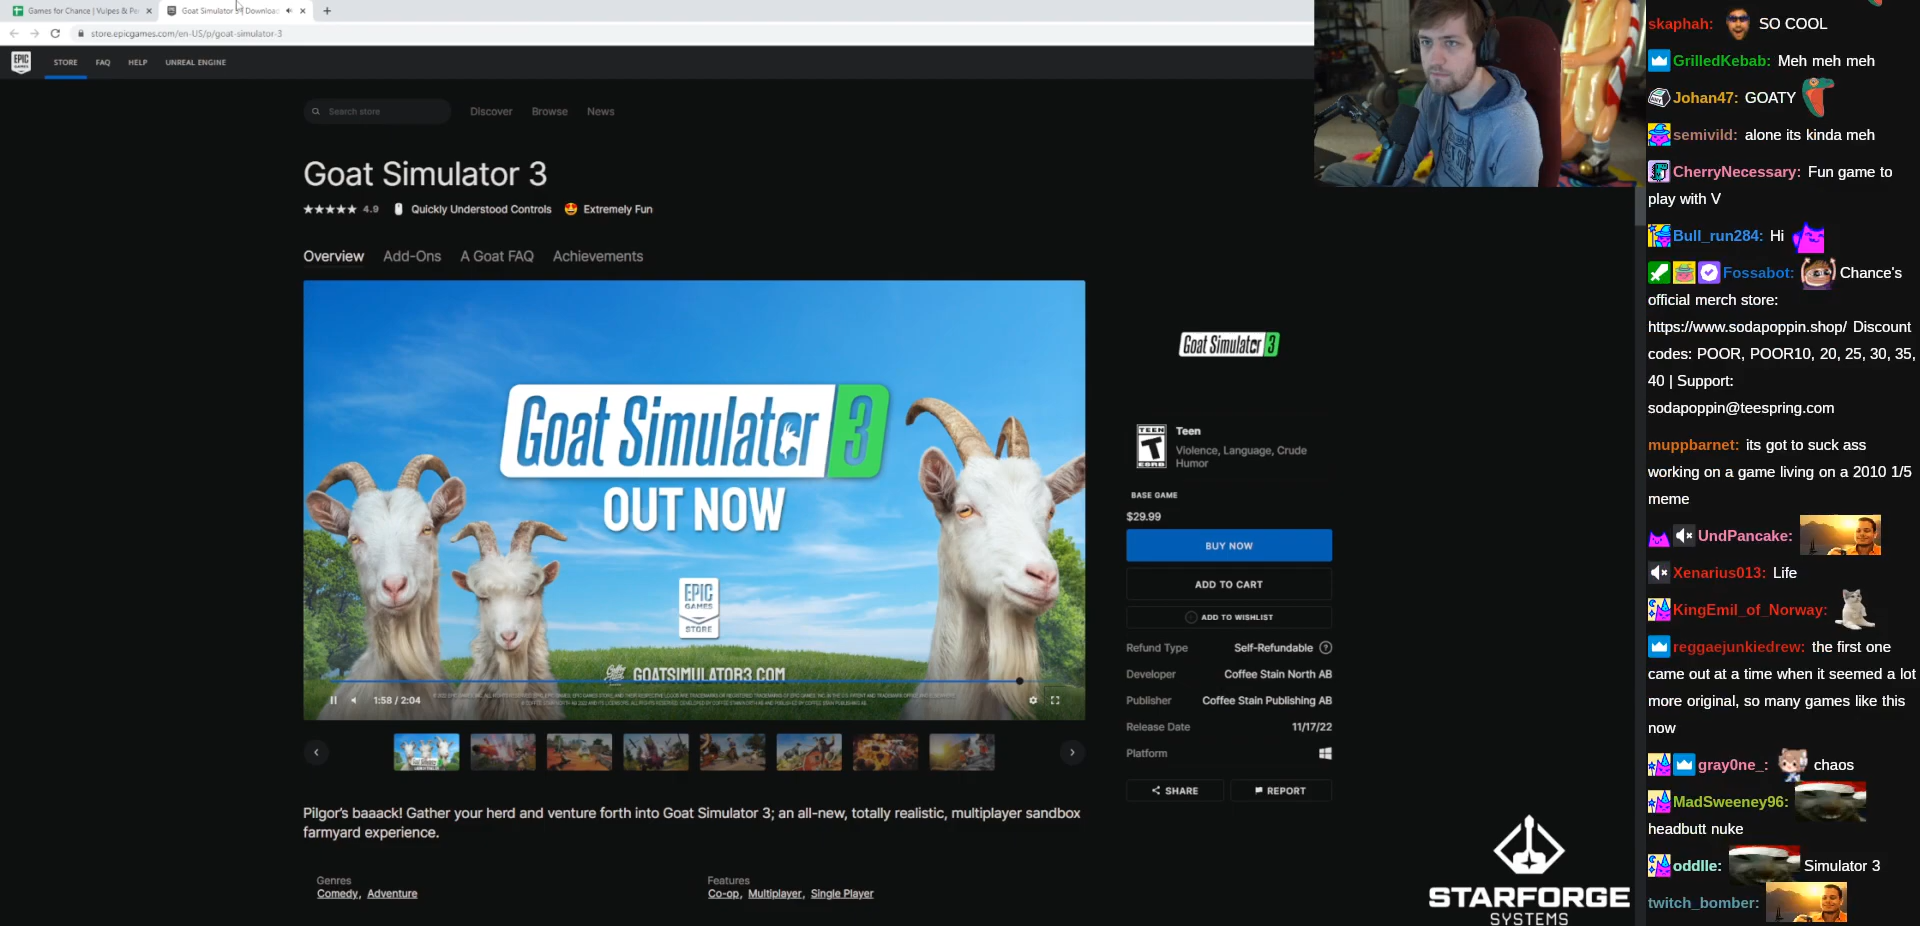 Games for Chance | Vulpes & Pe
Goat Simulator 3 | Download
store.epicgames.com/en-US/p/goat-simulator-3
EPIC GAMES
STORE
FAQ
HELP
UNREAL ENGINE
Search store
Discover
Browse
News
Goat Simulator 3
4.9
Quickly Understood Controls
Extremely Fun
Overview
Add-Ons
A Goat FAQ
Achievements
Goat Simulator 3
OUT NOW
EPIC
GAMES
STORE
GOATSIMULATOR3.COM
1:58 / 2:04
Pilgor's baaack! Gather your herd and venture forth into Goat Simulator 3; an all-new, totally realistic, multiplayer sandbox
farmyard experience.
Genres
Comedy, Adventure
Features
Co-op, Multiplayer, Single Player
Goat Simulator 3
TEEN
T
ESRB
Teen
Violence, Language, Crude
Humor
BASE GAME
$29.99
BUY NOW
ADD TO CART
ADD TO WISHLIST
Refund Type Self-Refundable ?
Developer Coffee Stain North AB
Publisher Coffee Stain Publishing AB
Release Date 11/17/22
Platform
SHARE
REPORT
STARFORGE
SYSTEMS
skaphah: SO COOL
GrilledKebab: Meh meh meh
Johan47: GOATY
semivild: alone its kinda meh
CherryNecessary: Fun game to
play with V
Bull_run284: Hi
Fossabot: Chance's
official merch store:
https://www.sodapoppin.shop/ Discount
codes: POOR, POOR10, 20, 25, 30, 35,
40 | Support:
sodapoppin@teespring.com
muppbarnet: its got to suck ass
working on a game living on a 2010 1/5
meme
UndPancake:
Xenarius013: Life
KingEmil_of_Norway:
reggaejunkiedrew: the first one
came out at a time when it seemed a lot
more original, so many games like this
now
gray0ne_: chaos
MadSweeney96:
headbutt nuke
oddlle: Simulator 3
twitch_bomber: